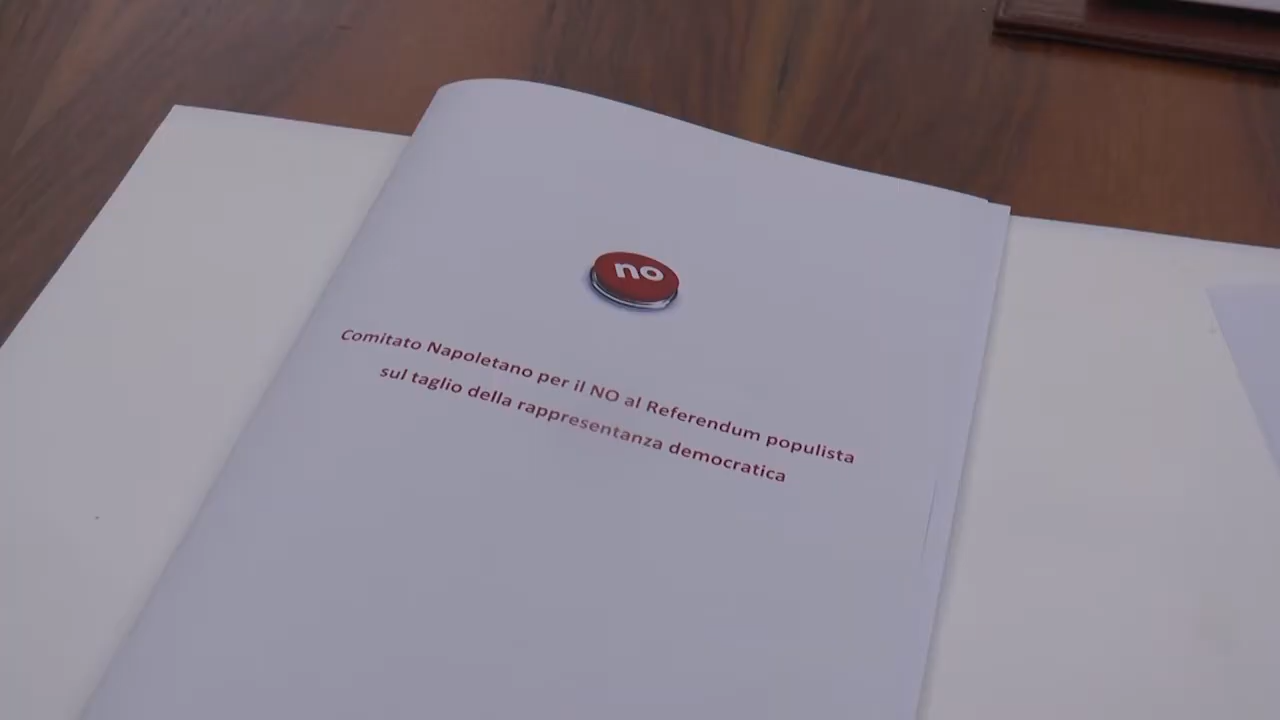 no
Comitato Napoletano per il NO al Referendum populista
sul taglio della rappresentanza democratica